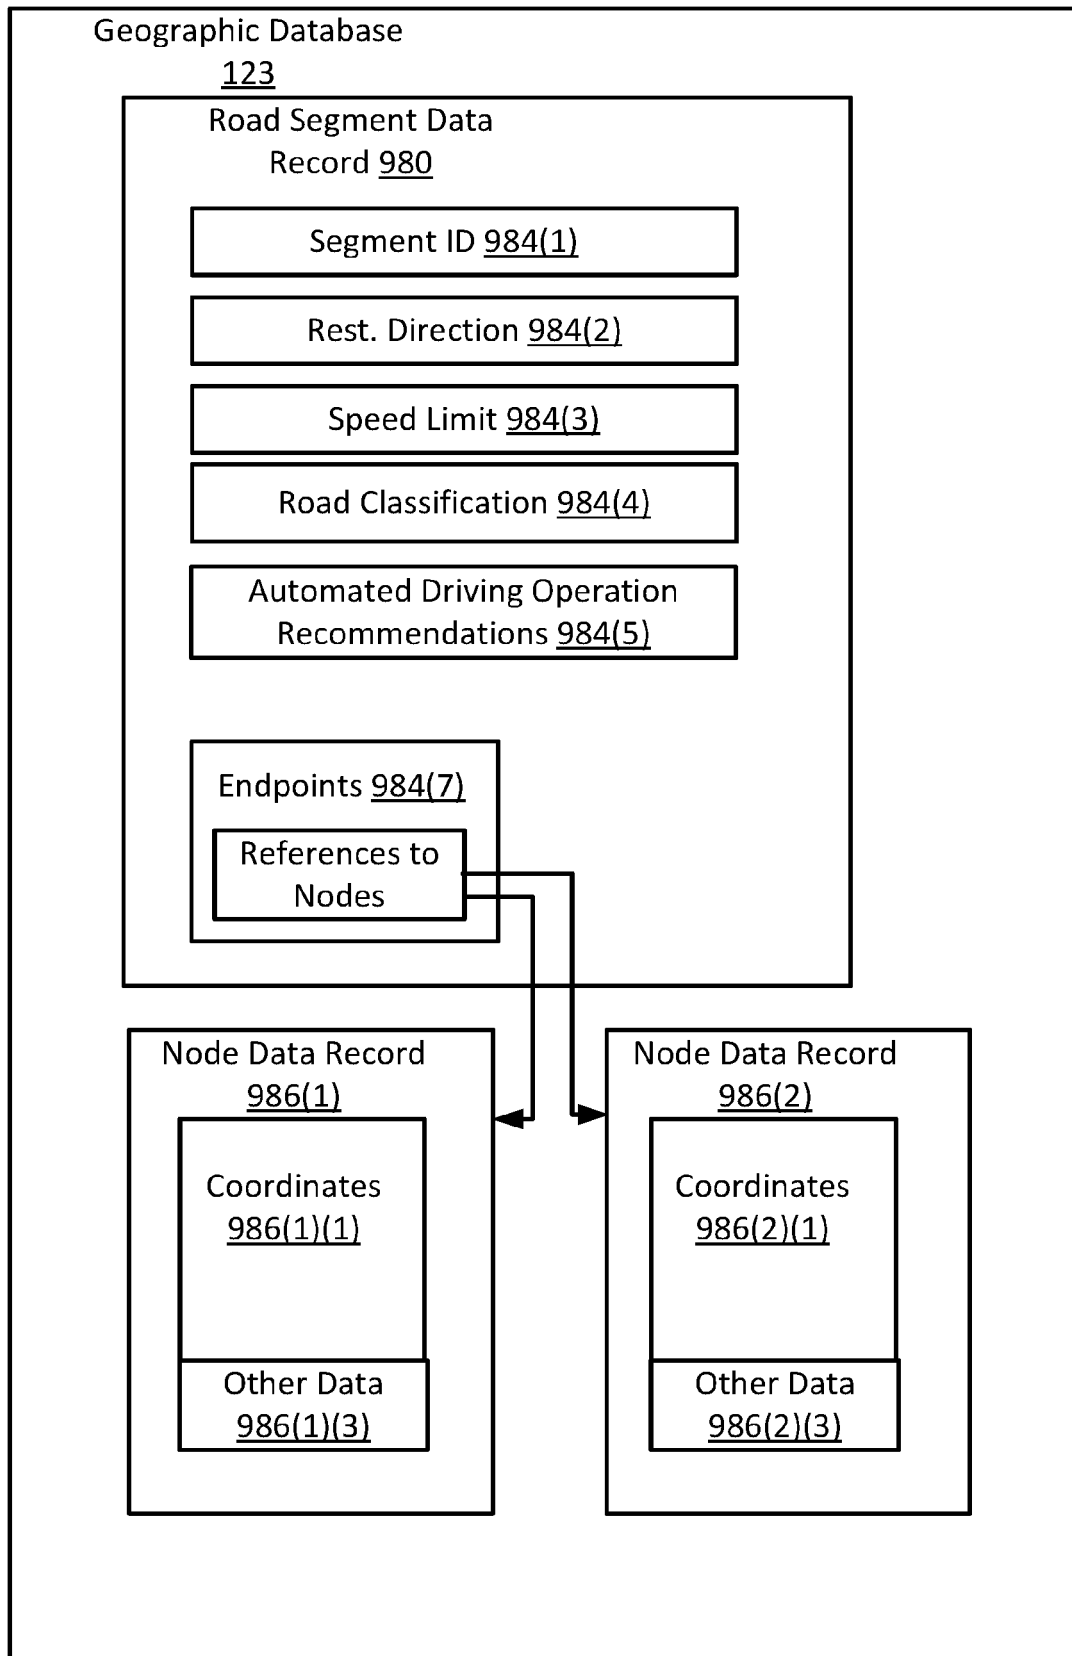 Geographic Database
123
Road Segment Data
Record 980
Segment ID 984(1)
Rest. Direction 984(2)
Speed Limit 984(3)
Road Classification 984(4)
Automated Driving Operation
Recommendations 984(5)
Endpoints 984(7)
References to
Nodes
Node Data Record
986(1)
Coordinates
986(1)(1)
Other Data
986(1)(3)
Node Data Record
986(2)
Coordinates
986(2)(1)
Other Data
986(2)(3)